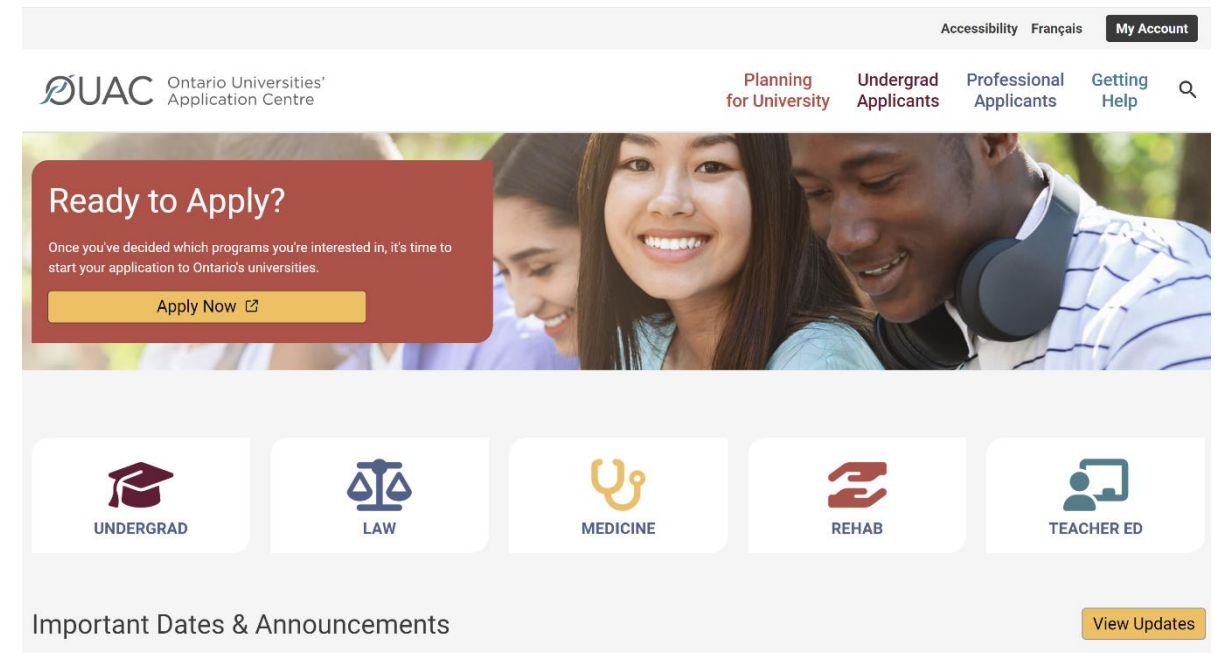 Accessibility Français My Account
OUAC Ontario Universities'
Application Centre
Planning
for University
Undergrad
Applicants
Professional
Applicants
Getting
Help
Ready to Apply?
Once you've decided which programs you're interested in, it's time to
start your application to Ontario's universities.
Apply Now
UNDERGRAD
LAW
MEDICINE
REHAB
TEACHER ED
Important Dates & Announcements
View Updates